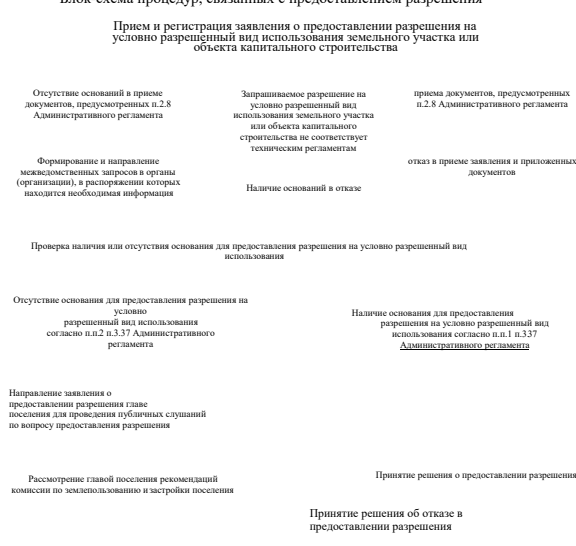 Блок-схема процедур, связанных с предоставлением разрешения
Прием и регистрация заявления о предоставлении разрешения на
условно разрешенный вид использования земельного участка или
объекта капитального строительства
Отсутствие оснований в приеме
документов, предусмотренных п.2.8
Административного регламента
Запрашиваемое разрешение на
условно разрешенный вид
использования земельного участка
или объекта капитального
строительства не соответствует
техническим регламентам
приема документов, предусмотренных
п.2.8 Административного регламента
Формирование и направление
межведомственных запросов в органы
(организации), в распоряжении которых
находится необходимая информация
Наличие оснований в отказе
отказ в приеме заявления и приложенных
документов
Проверка наличия или отсутствия основания для предоставления разрешения на условно разрешенный вид
использования
Отсутствие основания для предоставления разрешения на
условно
разрешенный вид использования
согласно п.п.2 п.3.37 Административного
регламента
Наличие основания для предоставления
разрешения на условно разрешенный вид
использования согласно п.п.1 п.337
Административного регламента
Направление заявления о
предоставлении разрешения главе
поселения для проведения публичных слушаний
по вопросу предоставления разрешения
Рассмотрение главой поселения рекомендаций
комиссии по землепользованию и застройки поселения
Принятие решения о предоставлении разрешения
Принятие решения об отказе в
предоставлении разрешения